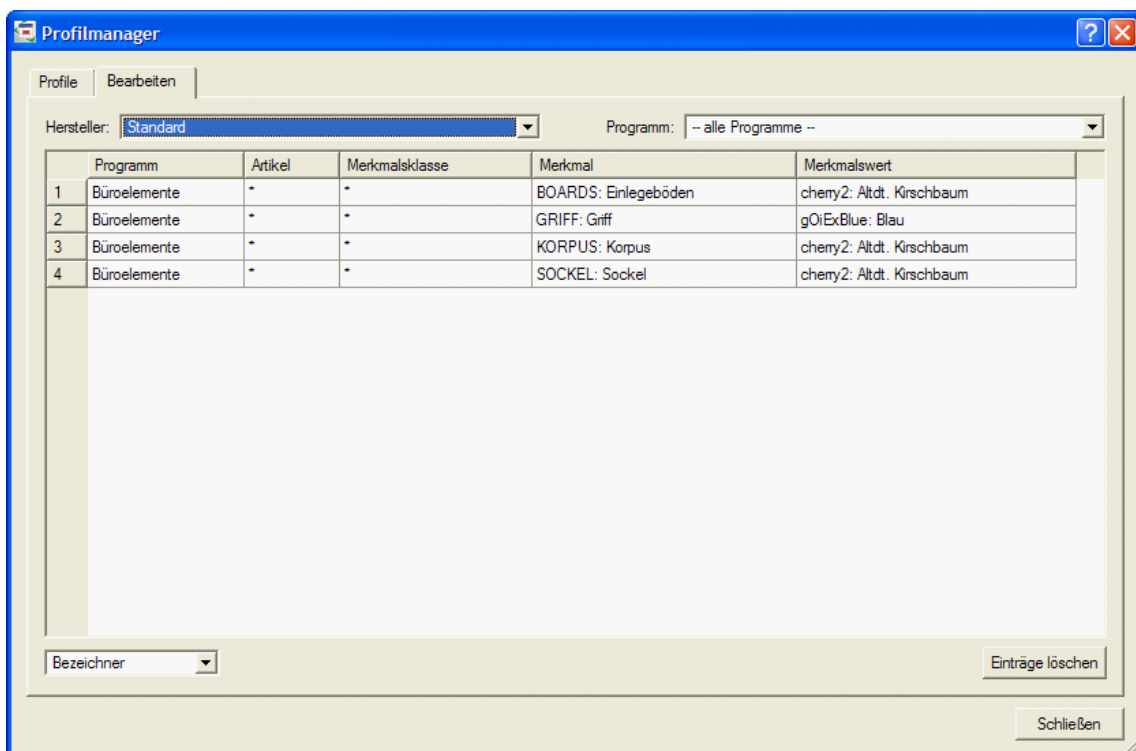 Profilmanager
Profile Bearbeiten
Hersteller: Standard Programm: -- alle Programme --
Programm Artikel Merkmalsklasse Merkmal Merkmalswert
1 Büroelemente * * BOARDS: Einlegeböden cherry2: Altdt. Kirschbaum
2 Büroelemente * * GRIFF: Griff gOiExBlue: Blau
3 Büroelemente * * KORPUS: Korpus cherry2: Altdt. Kirschbaum
4 Büroelemente * * SOCKEL: Sockel cherry2: Altdt. Kirschbaum
Bezeichner Einträge löschen
Schließen